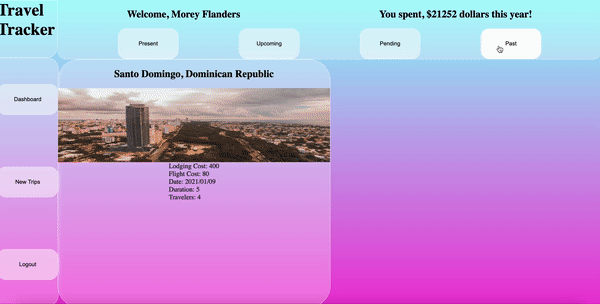 Travel
Tracker
Welcome, Morey Flanders
You spent, $21252 dollars this year!
Present
Upcoming
Pending
Past
Dashboard
New Trips
Logout
Santo Domingo, Dominican Republic
Lodging Cost: 400
Flight Cost: 80
Date: 2021/01/09
Duration: 5
Travelers: 4